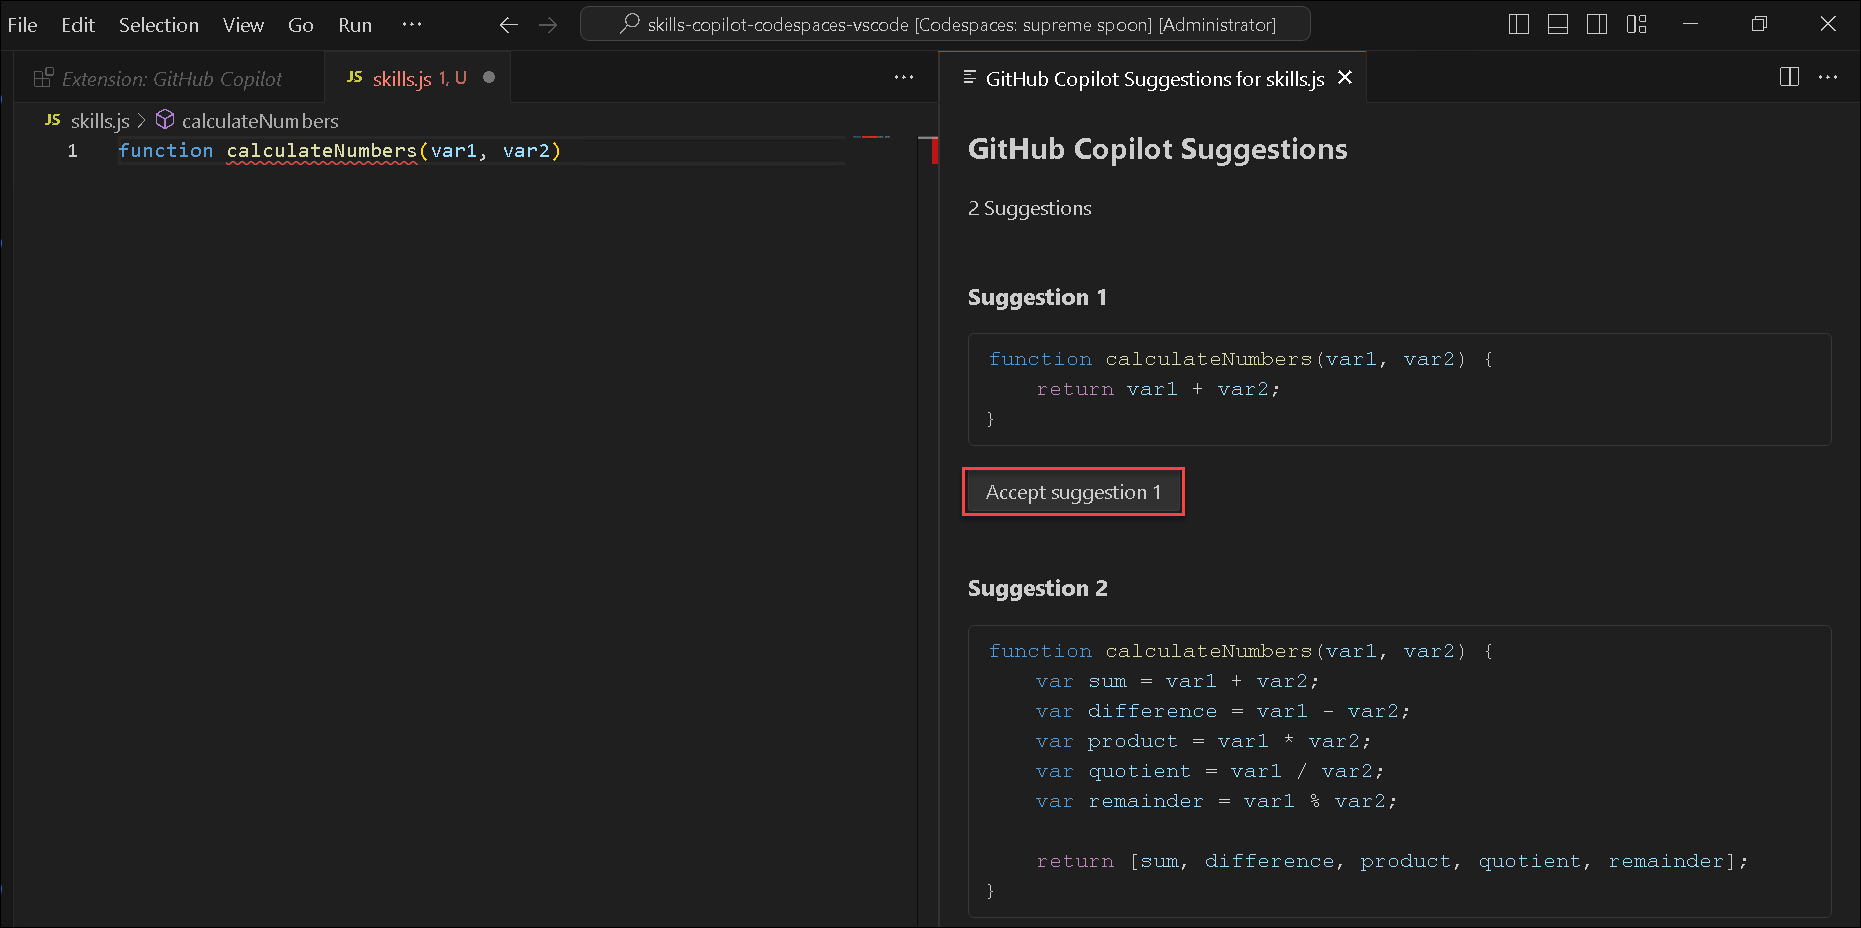 File Edit Selection View Go Run ···
skills-copilot-codespaces-vscode [Codespaces: supreme spoon] [Administrator]
Extension: GitHub Copilot
JS skills.js 1, U
JS skills.js > calculateNumbers
1 function calculateNumbers(var1, var2)
GitHub Copilot Suggestions for skills.js
GitHub Copilot Suggestions
2 Suggestions
Suggestion 1
function calculateNumbers(var1, var2) {
    return var1 + var2;
}
Accept suggestion 1
Suggestion 2
function calculateNumbers(var1, var2) {
    var sum = var1 + var2;
    var difference = var1 - var2;
    var product = var1 * var2;
    var quotient = var1 / var2;
    var remainder = var1 % var2;
    return [sum, difference, product, quotient, remainder];
}